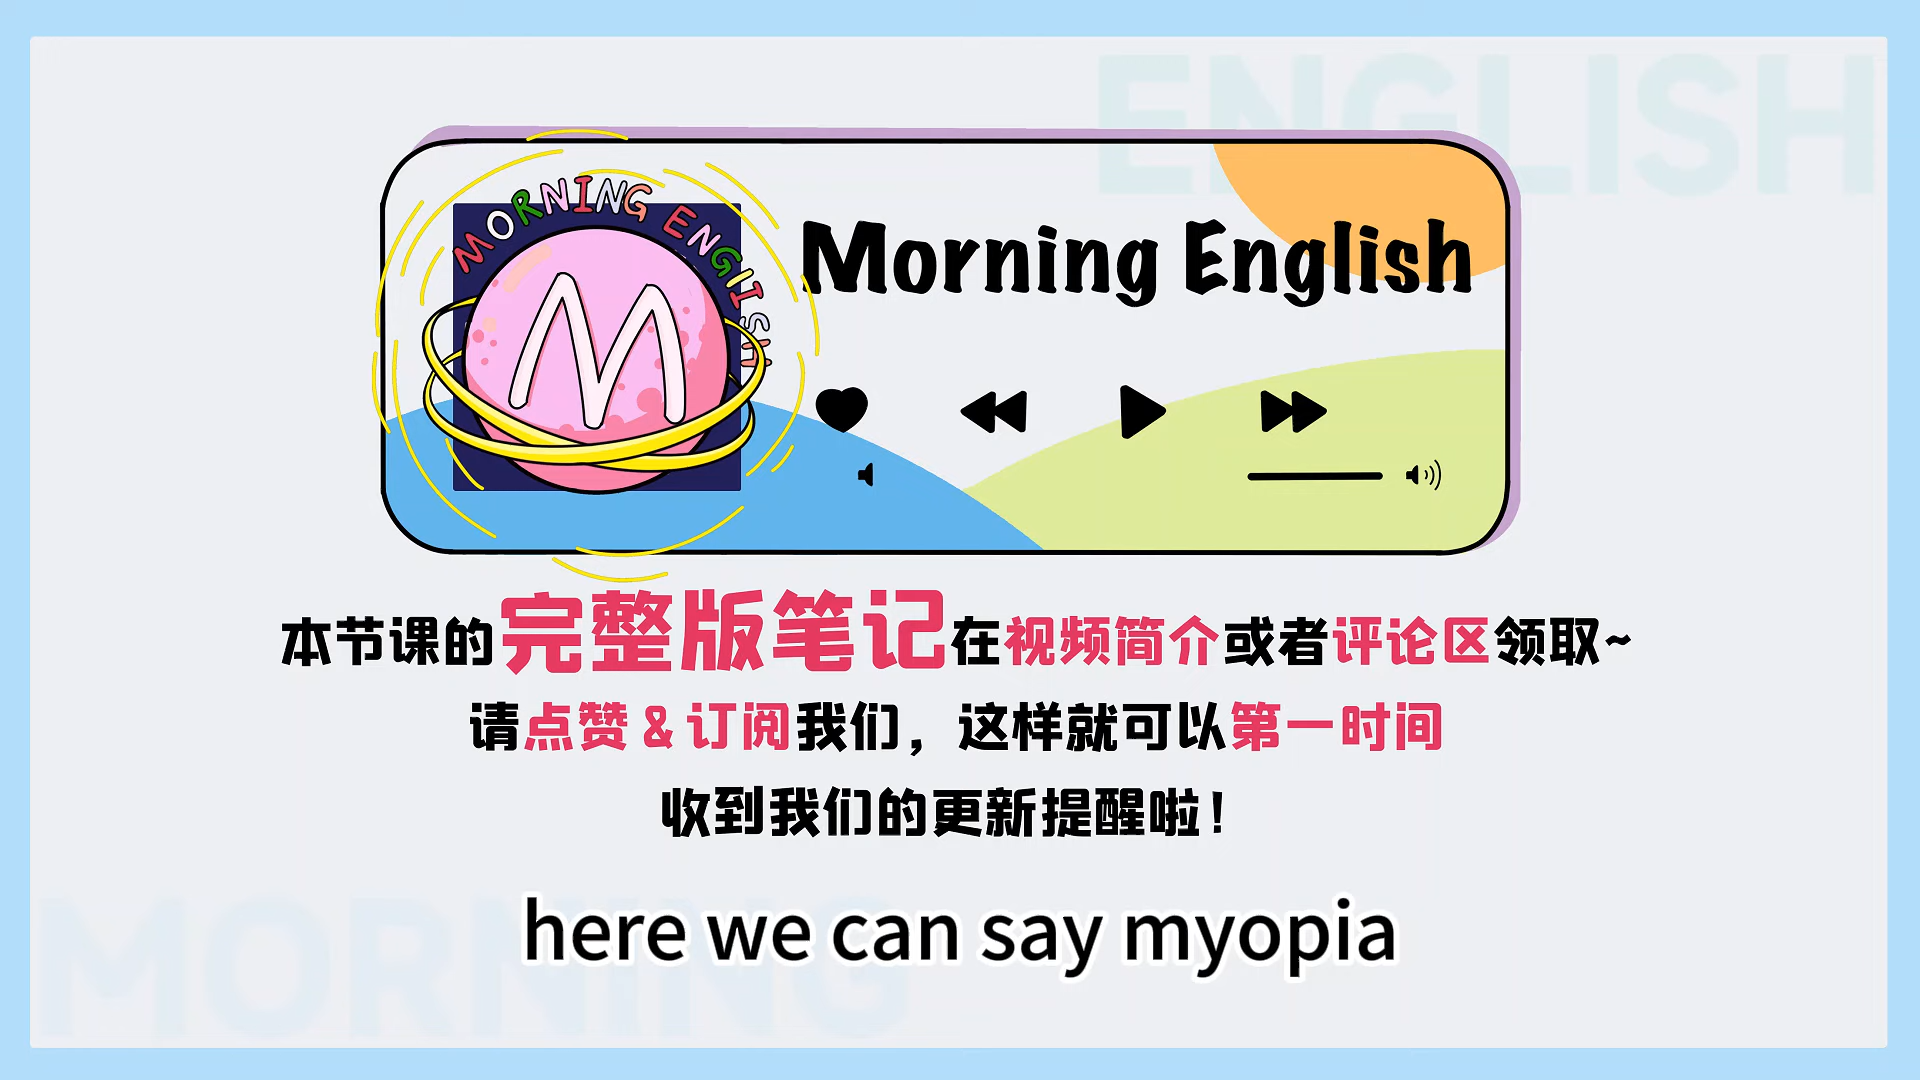 ENGLISH
MORNING ENGLISH
M
Morning English
本节课的完整版笔记在视频简介或者评论区领取~
请点赞&订阅我们，这样就可以第一时间
收到我们的更新提醒啦！
here we can say myopia
MORNING